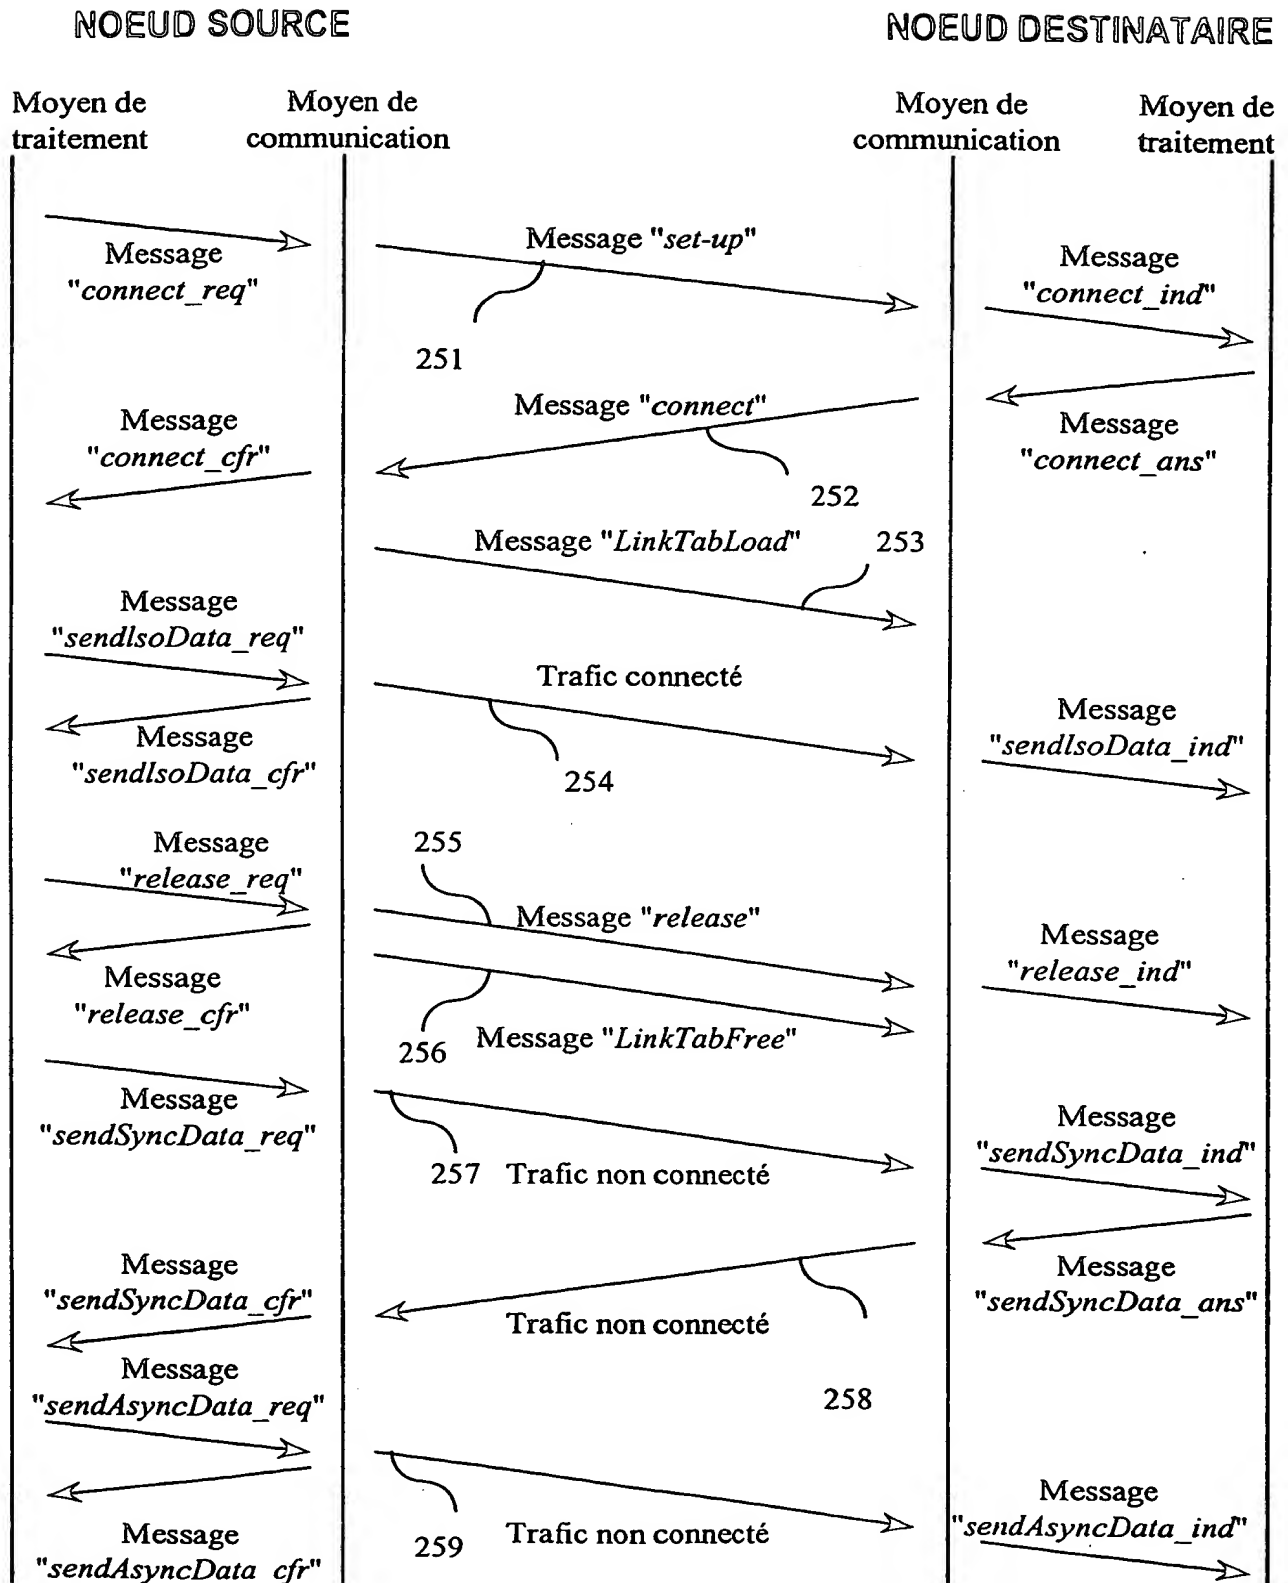 NOEUD SOURCE
NOEUD DESTINATAIRE
Moyen de
traitement
Moyen de
communication
Moyen de
communication
Moyen de
traitement
Message
"connect_req"
Message "set-up"
251
Message
"connect_ind"
Message "connect"
252
Message
"connect_ans"
Message
"connect_cfr"
Message "LinkTabLoad"
253
Message
"sendIsoData_req"
Trafic connecté
254
Message
"sendIsoData_cfr"
Message
"sendIsoData_ind"
Message
"release_req"
255
Message "release"
Message
"release_ind"
Message
"release_cfr"
256
Message "LinkTabFree"
Message
"sendSyncData_req"
257
Trafic non connecté
Message
"sendSyncData_ind"
Message
"sendSyncData_ans"
Message
"sendSyncData_cfr"
Trafic non connecté
258
Message
"sendAsyncData_req"
259
Trafic non connecté
Message
"sendAsyncData_ind"
Message
"sendAsyncData_cfr"